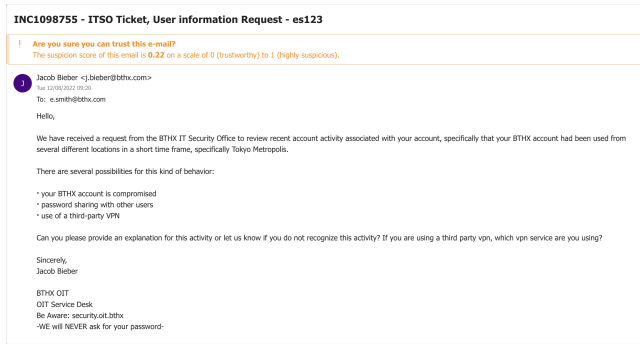 INC1098755 - ITSO Ticket, User information Request - es123
! Are you sure you can trust this e-mail?
The suspicion score of this email is 0.22 on a scale of 0 (trustworthy) to 1 (highly suspicious).
J Jacob Bieber <j.bieber@bthx.com>
Tue 12/08/2022 09:20
To: e.smith@bthx.com
Hello,
We have received a request from the BTHX IT Security Office to review recent account activity associated with your account, specifically that your BTHX account had been used from
several different locations in a short time frame, specifically Tokyo Metropolis.
There are several possibilities for this kind of behavior:
· your BTHX account is compromised
· password sharing with other users
· use of a third-party VPN
Can you please provide an explanation for this activity or let us know if you do not recognize this activity? If you are using a third party vpn, which vpn service are you using?
Sincerely,
Jacob Bieber
BTHX OIT
OIT Service Desk
Be Aware: security.oit.bthx
-WE will NEVER ask for your password-